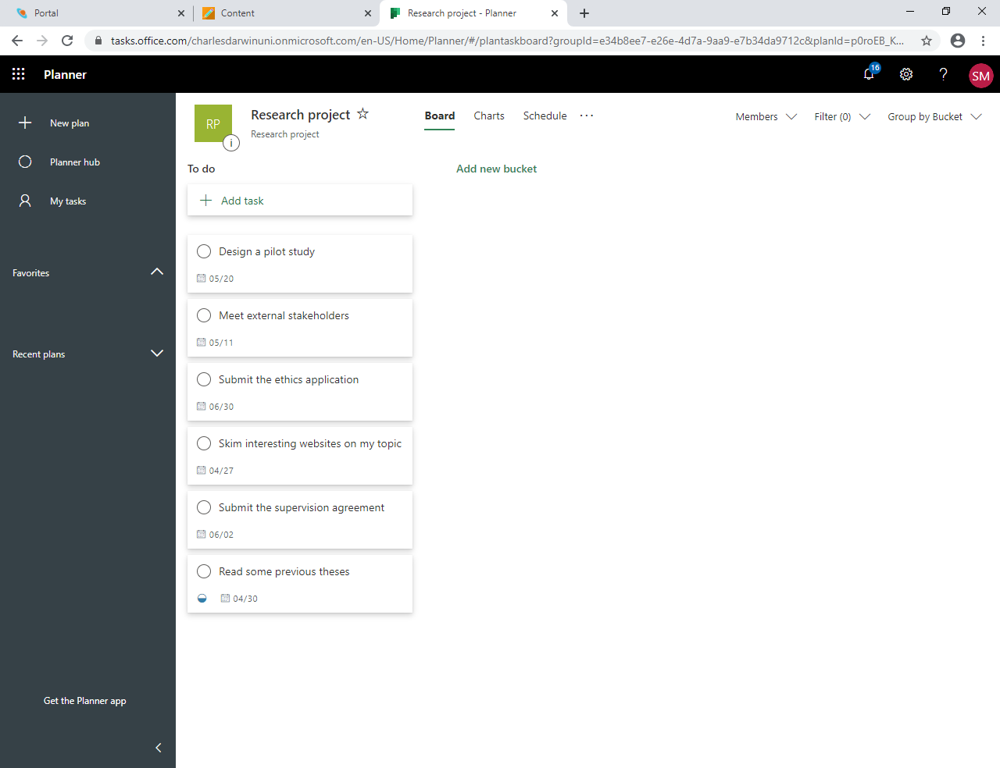 Portal
Content
Research project - Planner
tasks.office.com/charlesdarwinuni.onmicrosoft.com/en-US/Home/Planner/#/plantaskboard?groupId=e34b8ee7-e26e-4d7a-9aa9-e7b34da9712c&planId=p0roEB_K...
Planner
16
?
SM
New plan
Planner hub
My tasks
Favorites
Recent plans
Get the Planner app
RP
i
Research project
Research project
Board
Charts
Schedule
Members
Filter (0)
Group by Bucket
To do
Add new bucket
Add task
Design a pilot study
05/20
Meet external stakeholders
05/11
Submit the ethics application
06/30
Skim interesting websites on my topic
04/27
Submit the supervision agreement
06/02
Read some previous theses
04/30